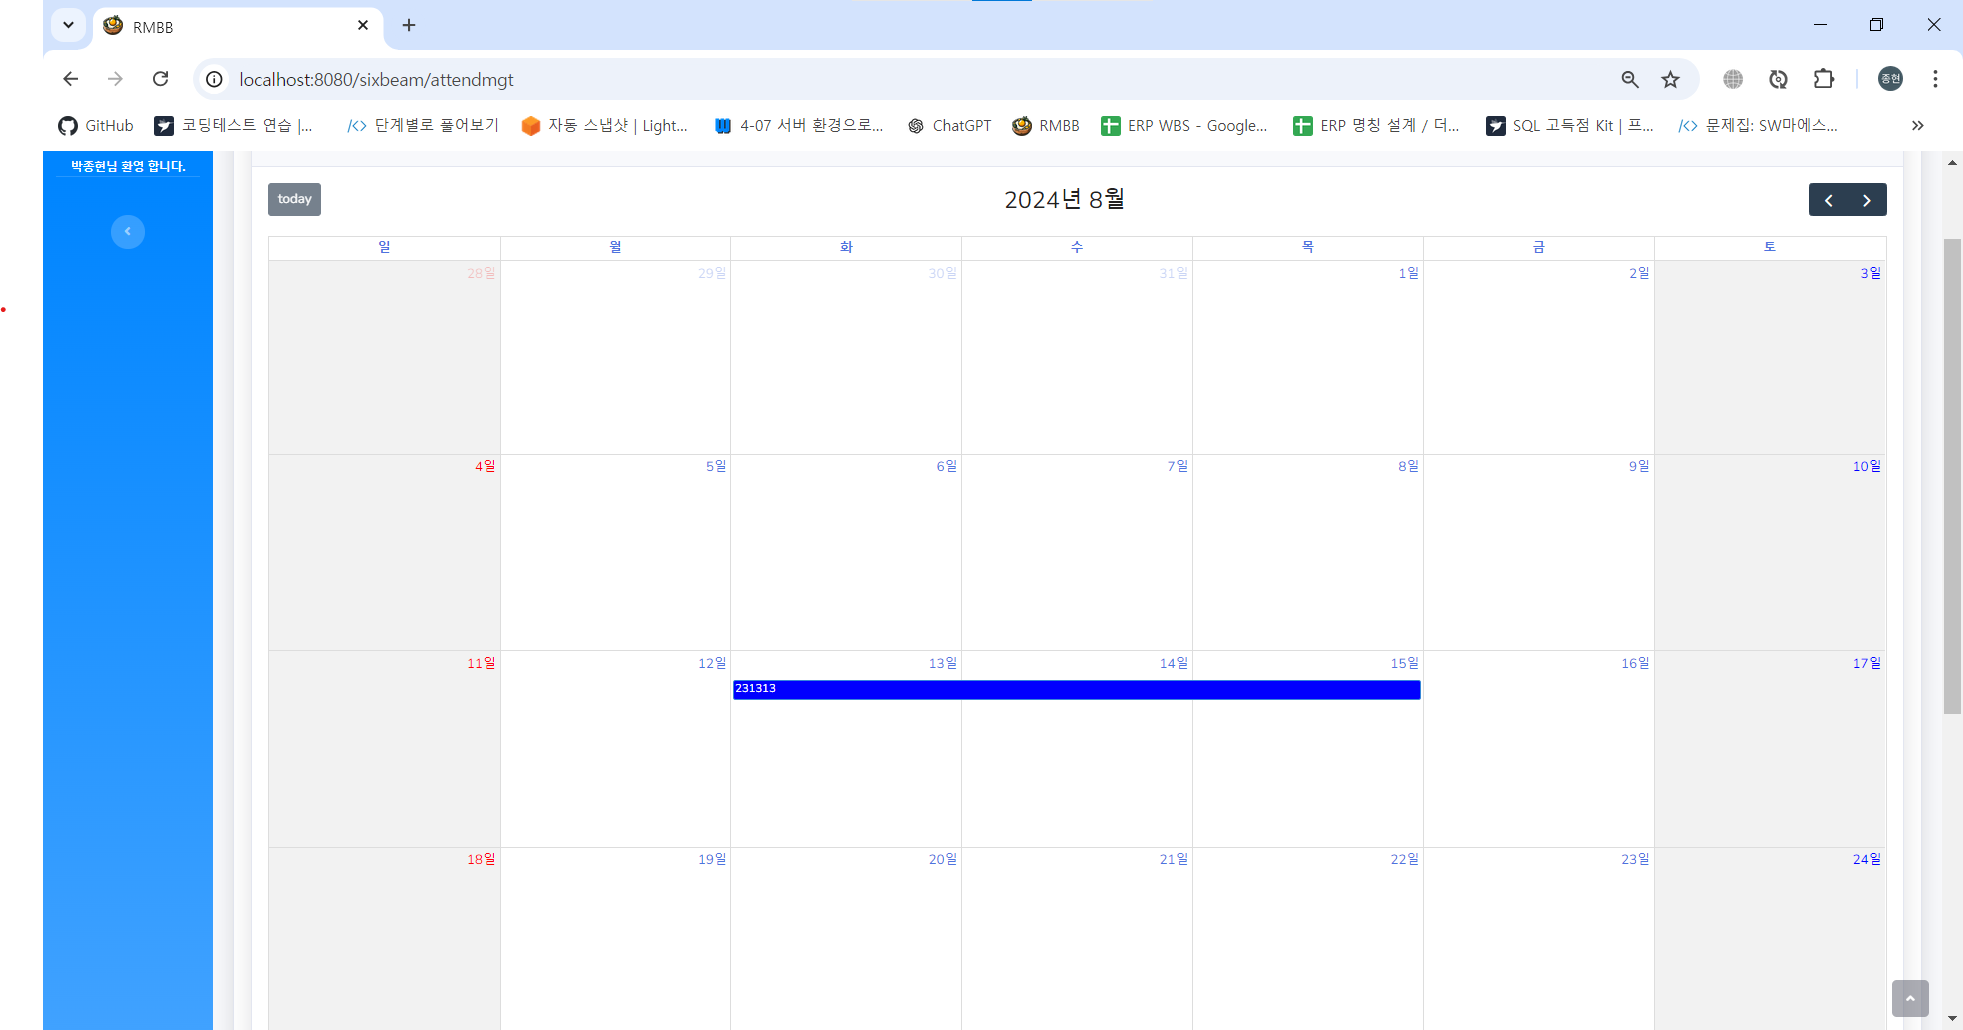 RMBB
localhost:8080/sixbeam/attendmgt
종현
GitHub 코딩테스트 연습 |... 단계별로 풀어보기 자동 스냅샷 | Light... 4-07 서버 환경으로... ChatGPT RMBB ERP WBS - Google... ERP 명칭 설계 / 더... SQL 고득점 Kit | 프... 문제집: SW마에스...
박종현님 환영 합니다.
today 2024년 8월
일 월 화 수 목 금 토
28일 29일 30일 31일 1일 2일 3일
4일 5일 6일 7일 8일 9일 10일
11일 12일 13일 14일 15일 16일 17일
231313
18일 19일 20일 21일 22일 23일 24일